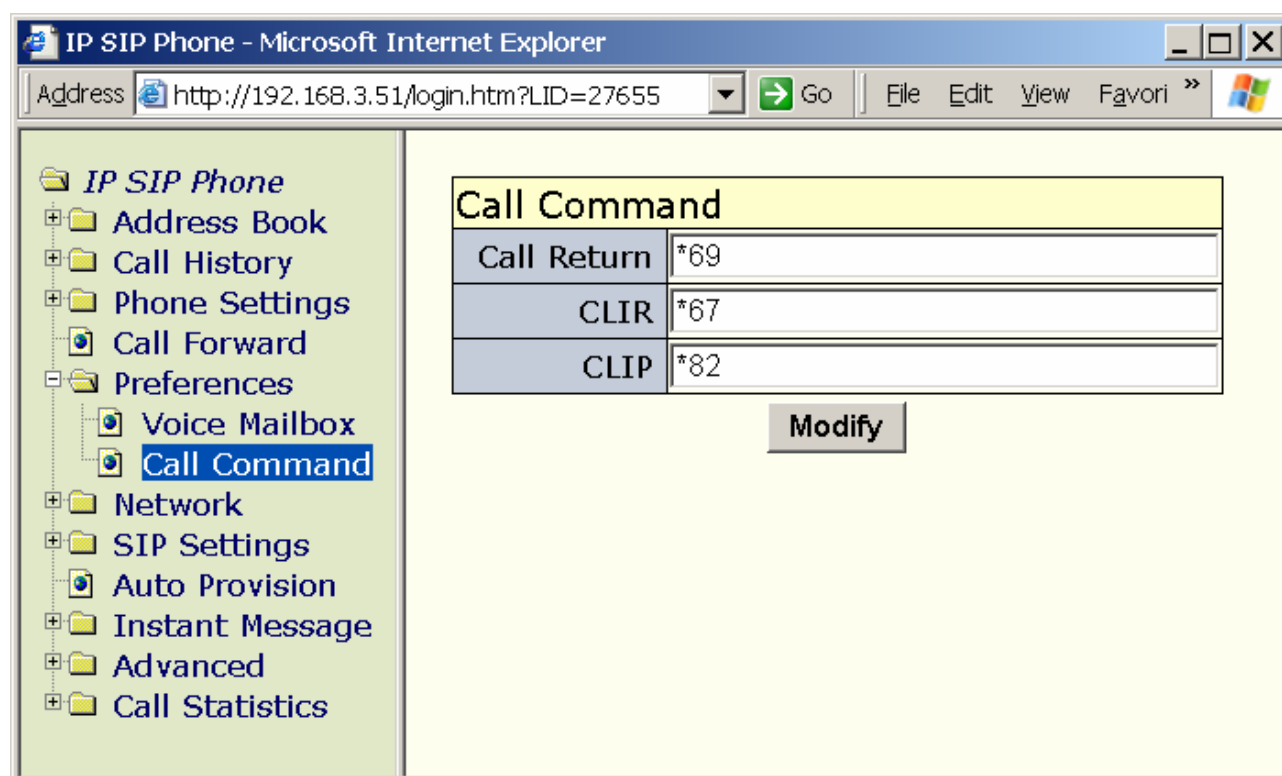 IP SIP Phone - Microsoft Internet Explorer
Address http://192.168.3.51/login.htm?LID=27655 Go File Edit View Favori »
IP SIP Phone
Address Book
Call History
Phone Settings
Call Forward
Preferences
Voice Mailbox
Call Command
Network
SIP Settings
Auto Provision
Instant Message
Advanced
Call Statistics
Call Command
Call Return *69
CLIR *67
CLIP *82
Modify